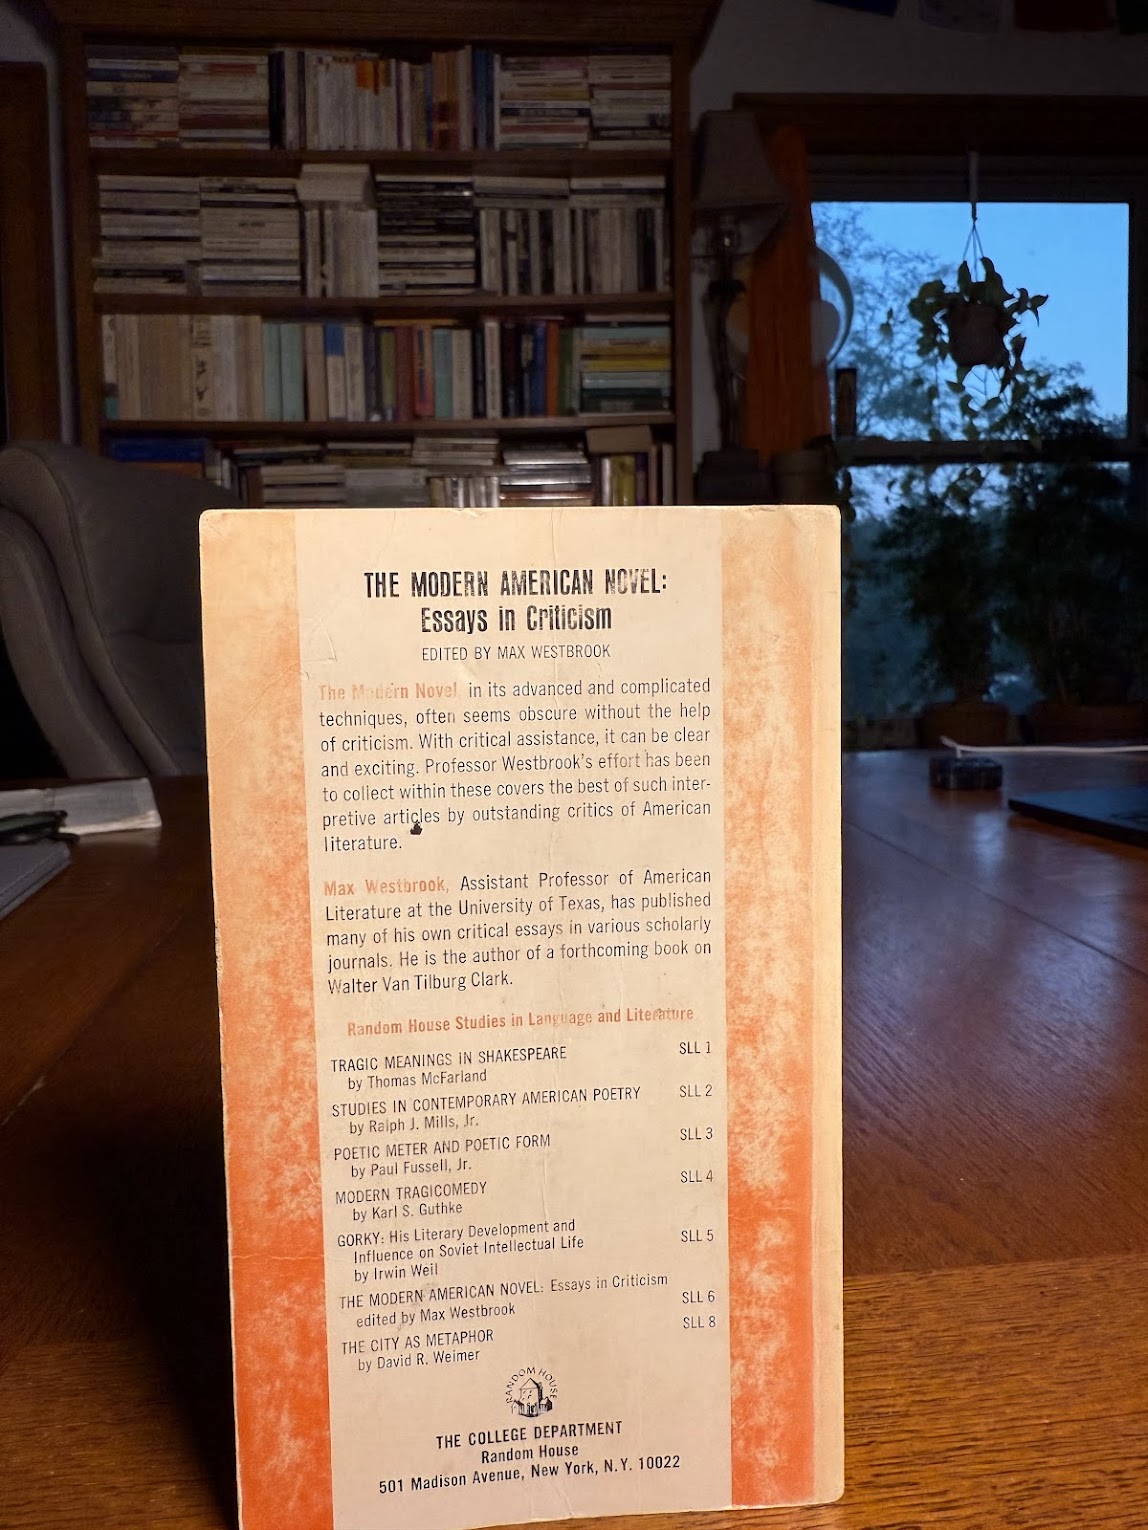 THE MODERN AMERICAN NOVEL:
Essays in Criticism
EDITED BY MAX WESTBROOK
The Modern Novel, in its advanced and complicated
techniques, often seems obscure without the help
of criticism. With critical assistance, it can be clear
and exciting. Professor Westbrook's effort has been
to collect within these covers the best of such inter-
pretive articles by outstanding critics of American
literature.
Max Westbrook, Assistant Professor of American
Literature at the University of Texas, has published
many of his own critical essays in various scholarly
journals. He is the author of a forthcoming book on
Walter Van Tilburg Clark.
Random House Studies in Language and Literature
TRAGIC MEANINGS IN SHAKESPEARE SLL 1
by Thomas McFarland
STUDIES IN CONTEMPORARY AMERICAN POETRY SLL 2
by Ralph J. Mills, Jr.
POETIC METER AND POETIC FORM SLL 3
by Paul Fussell, Jr.
MODERN TRAGICOMEDY SLL 4
by Karl S. Guthke
GORKY: His Literary Development and
Influence on Soviet Intellectual Life SLL 5
by Irwin Weil
THE MODERN AMERICAN NOVEL: Essays in Criticism
edited by Max Westbrook SLL 6
THE CITY AS METAPHOR SLL 8
by David R. Weimer
RANDOM HOUSE
THE COLLEGE DEPARTMENT
Random House
501 Madison Avenue, New York, N.Y. 10022